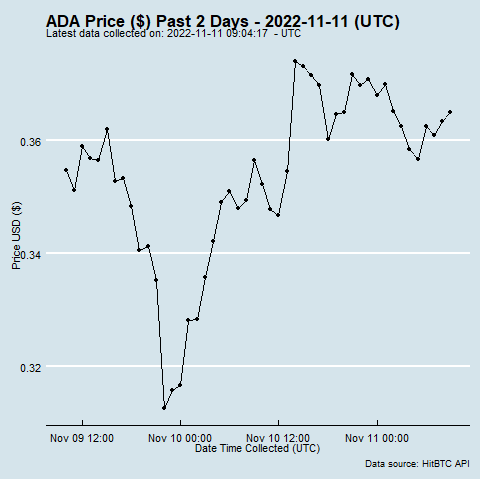 ADA Price ($) Past 2 Days - 2022-11-11 (UTC)
Latest data collected on: 2022-11-11 09:04:17 - UTC
0.36
0.34
0.32
Price USD ($)
Nov 09 12:00 Nov 10 00:00 Nov 10 12:00 Nov 11 00:00
Date Time Collected (UTC)
Data source: HitBTC API